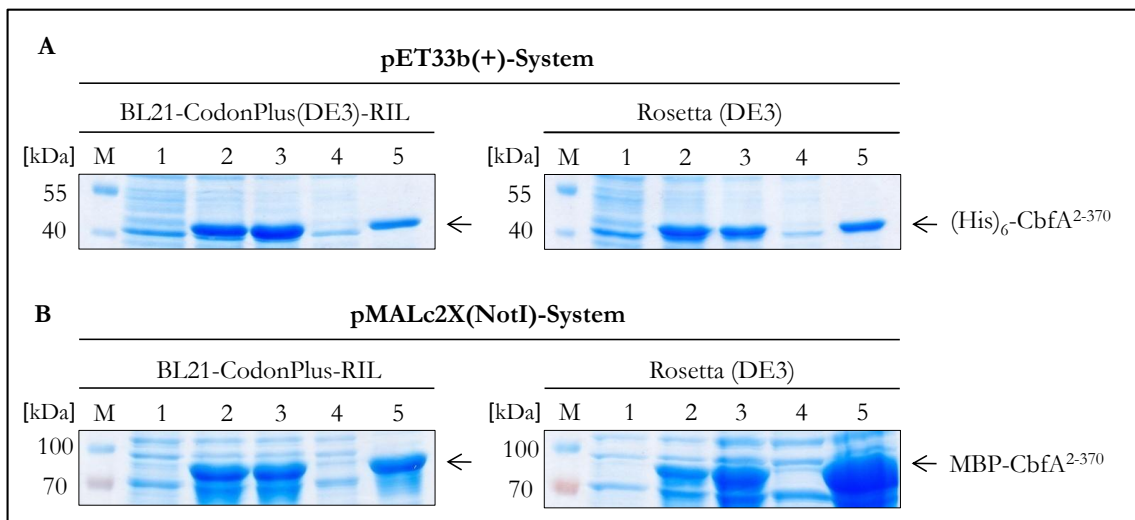 A
pET33b(+)-System
BL21-CodonPlus(DE3)-RIL Rosetta (DE3)
[kDa] M 1 2 3 4 5 [kDa] M 1 2 3 4 5
55 55
40 40 (His)₆-CbfA²⁻³⁷⁰
B pMALc2X(NotI)-System
BL21-CodonPlus-RIL Rosetta (DE3)
[kDa] M 1 2 3 4 5 [kDa] M 1 2 3 4 5
100 100
MBP-CbfA²⁻³⁷⁰
70 70